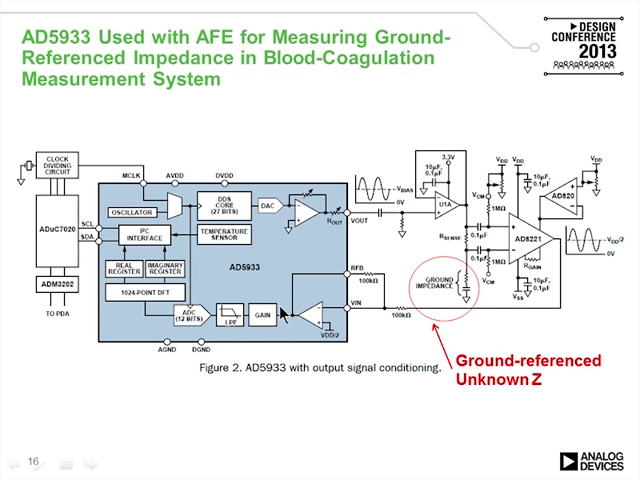 AD5933 Used with AFE for Measuring Ground-
Referenced Impedance in Blood-Coagulation
Measurement System
DESIGN
CONFERENCE
2013
CLOCK
DIVIDING
CIRCUIT
MCLK
AVDD
DVDD
OSCILLATOR
DDS
CORE
(27 BITS)
DAC
ROUT
VOUT
ADuC7020
SCL
SDA
I2C
INTERFACE
TEMPERATURE
SENSOR
REAL
REGISTER
IMAGINARY
REGISTER
AD5933
1024-POINT DFT
ADM3202
TO PDA
ADC
(12 BITS)
LPF
GAIN
VDD/2
AGND
DGND
RFB
100kΩ
VIN
100kΩ
VBIAS
0V
3.3V
10µF,
0.1µF
U1A
RSENSE
0.1µF
0.1µF
GROUND
IMPEDANCE
VDD
VCM
1MΩ
1MΩ
VCM
VDD
10µF,
0.1µF
AD8221
RGAIN
VSS
10µF,
0.1µF
AD820
VDD
VDD/2
0V
Figure 2. AD5933 with output signal conditioning.
Ground-referenced
Unknown Z
16
ANALOG
DEVICES